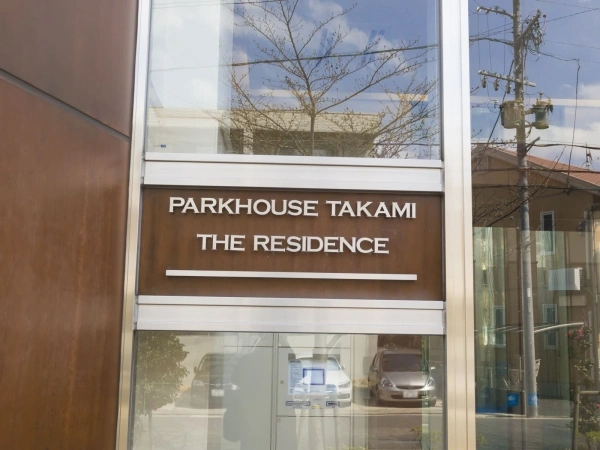 PARKHOUSE TAKAMI
THE RESIDENCE